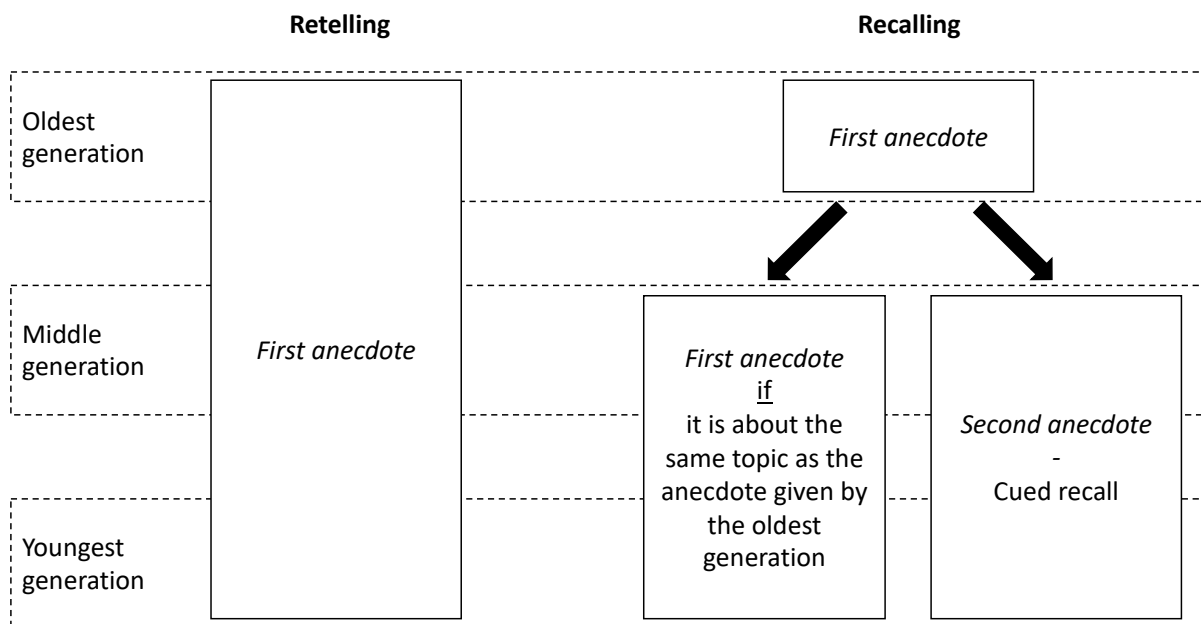 Retelling
Recalling
Oldest
generation
First anecdote
Middle
generation
First anecdote
First anecdote
if
it is about the
same topic as the
anecdote given by
the oldest
generation
Second anecdote
-
Cued recall
Youngest
generation